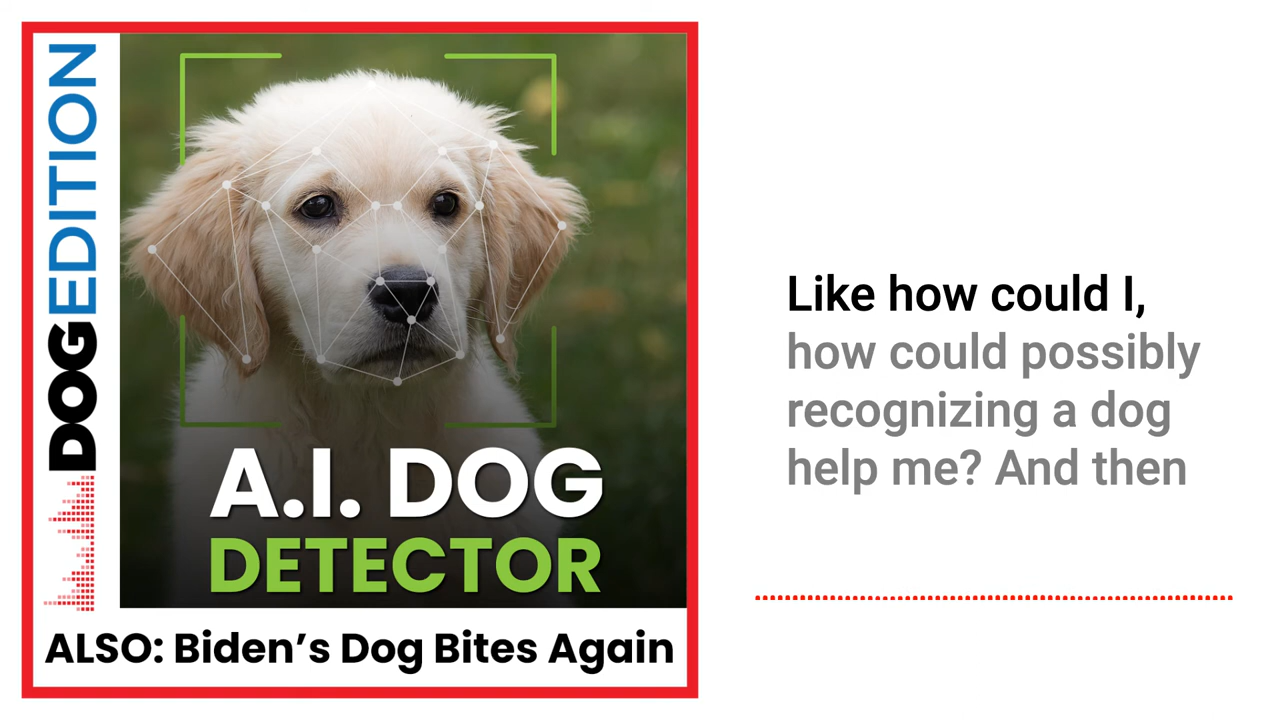 DOGEDITION
A.I. DOG
DETECTOR
ALSO: Biden’s Dog Bites Again
Like how could I,
how could possibly
recognizing a dog
help me? And then